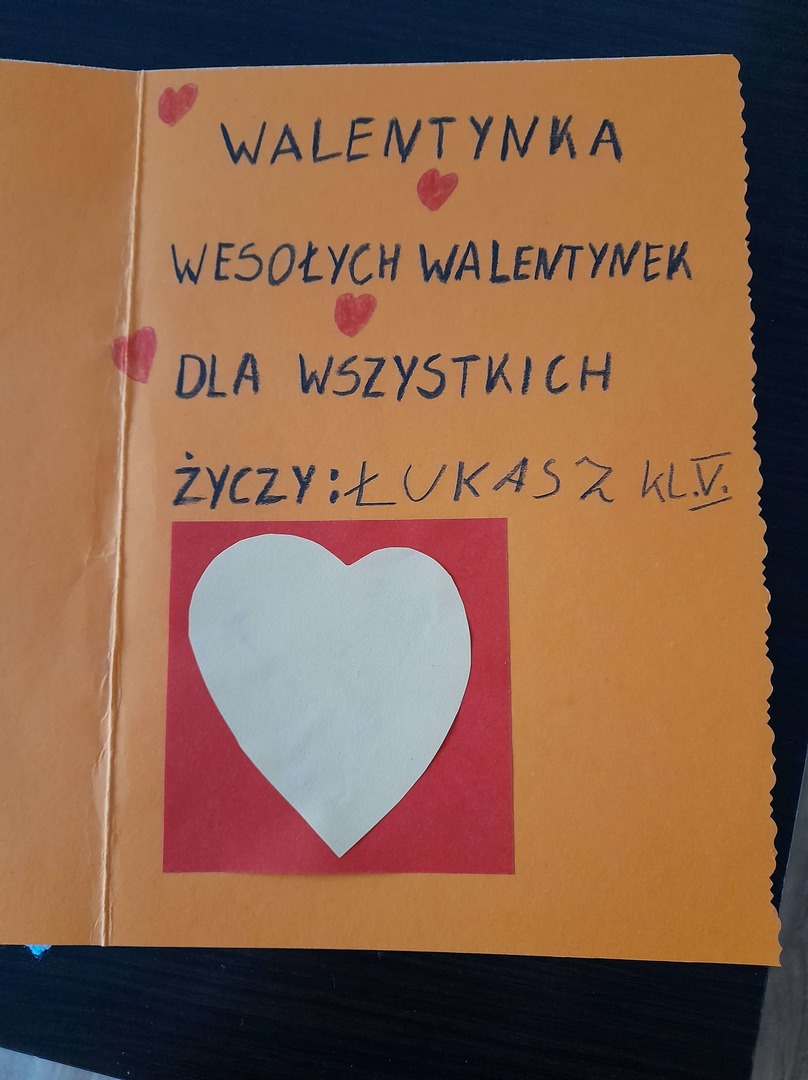 WALENTYNKA
WESOŁYCH WALENTYNEK
DLA WSZYSTKICH
ŻYCZY: ŁUKASZ KL.V.